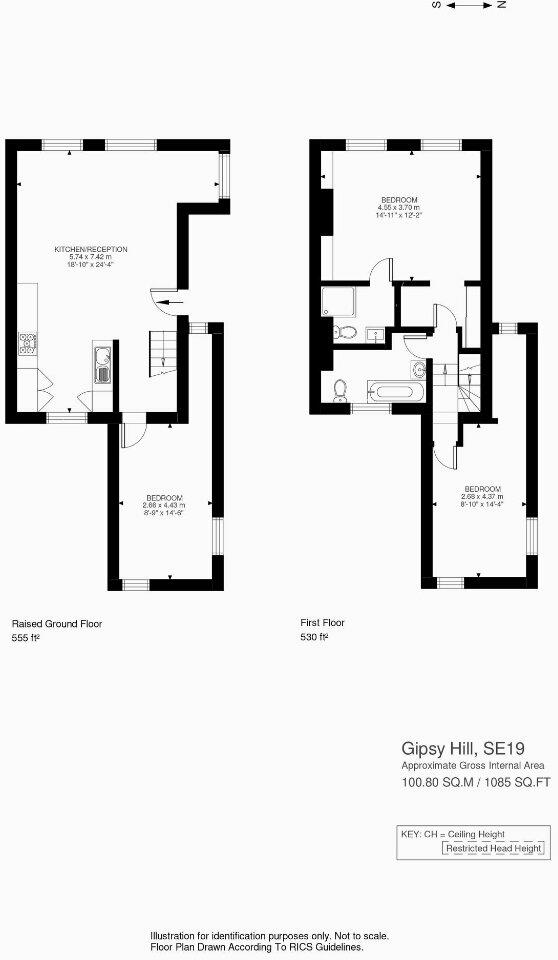 S N
KITCHEN/RECEPTION
5.74 x 7.42 m
18'-10" x 24'-4"
BEDROOM
2.66 x 4.43 m
8'-9" x 14'-6"
BEDROOM
4.55 x 3.70 m
14'-11" x 12'-2"
BEDROOM
2.68 x 4.37 m
8'-10" x 14'-4"
Raised Ground Floor
555 ft²
First Floor
530 ft²
Gipsy Hill, SE19
Approximate Gross Internal Area
100.80 SQ.M / 1085 SQ.FT
KEY: CH = Ceiling Height
Restricted Head Height
Illustration for identification purposes only. Not to scale.
Floor Plan Drawn According To RICS Guidelines.